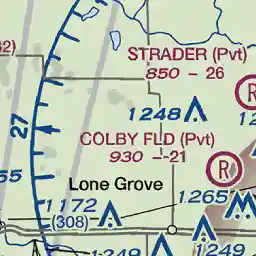 32)
STRADER (Pvt)
850 - 26
R
1248
27
COLBY FLD (Pvt)
930 - 21
R
55
Lone Grove
1265
1172
(308)
1249
1249